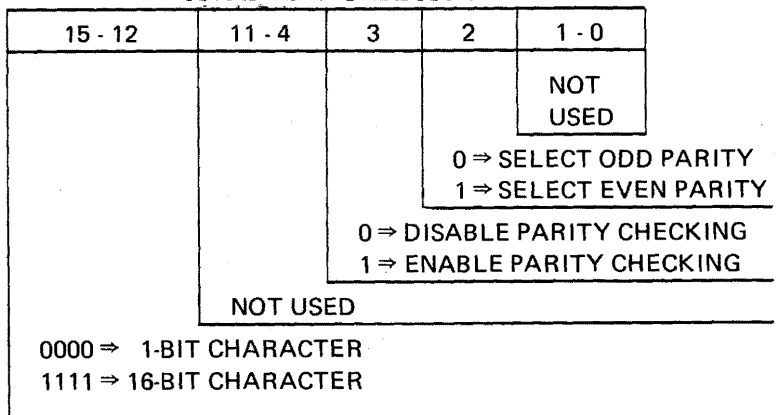 15 - 12 11 - 4 3 2 1 - 0
NOT
USED
0 ⇒ SELECT ODD PARITY
1 ⇒ SELECT EVEN PARITY
0 ⇒ DISABLE PARITY CHECKING
1 ⇒ ENABLE PARITY CHECKING
NOT USED
0000 ⇒ 1-BIT CHARACTER
1111 ⇒ 16-BIT CHARACTER